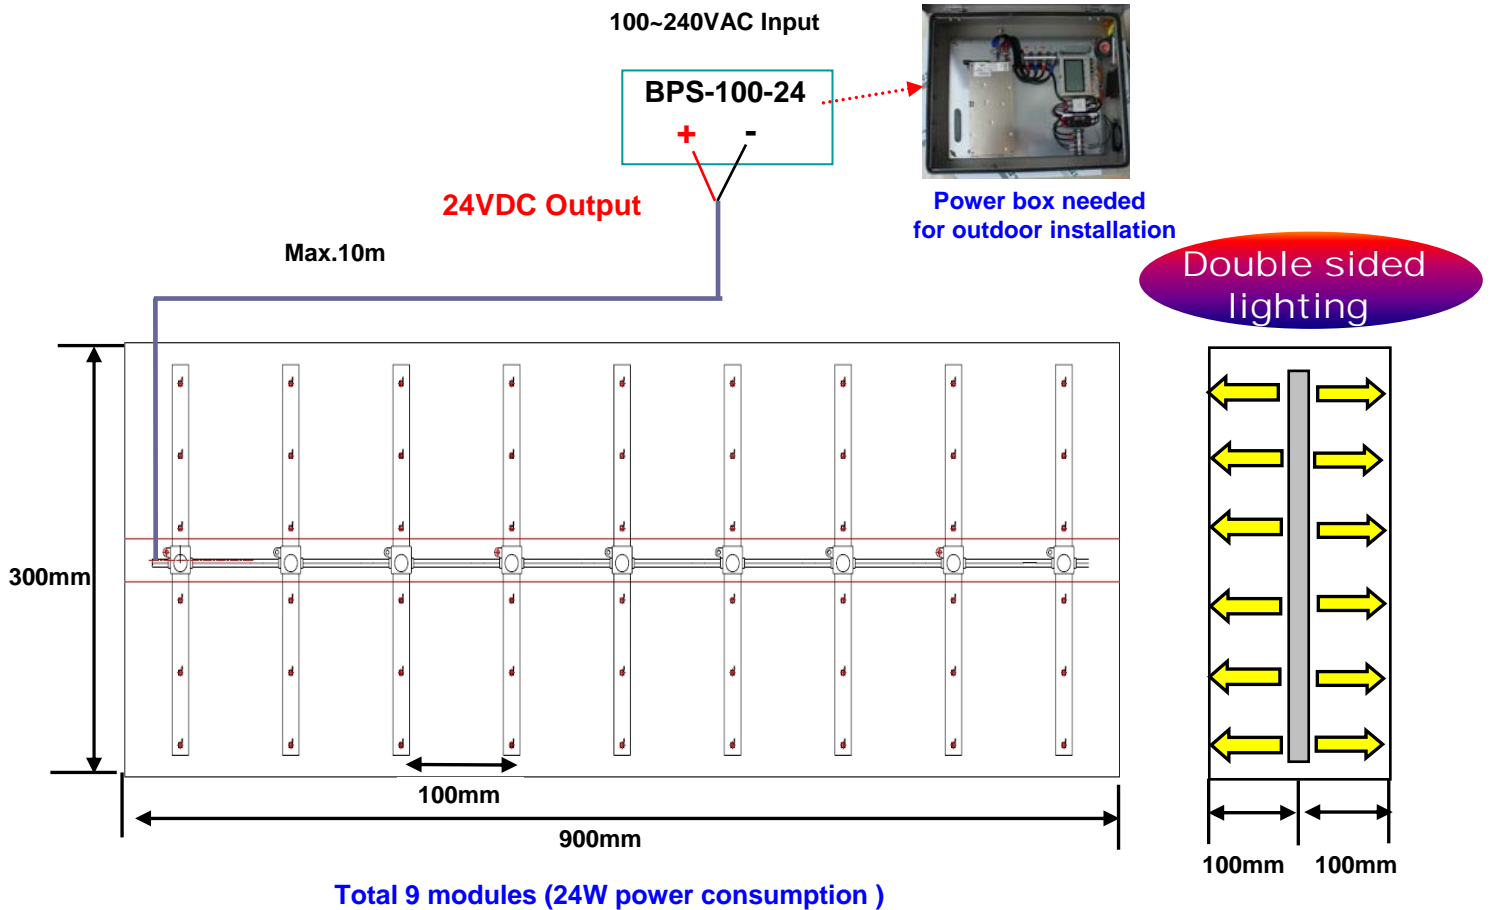 100~240VAC Input
BPS-100-24
+ -
24VDC Output
Power box needed
for outdoor installation
Max.10m
Double sided
lighting
300mm
100mm
900mm
100mm 100mm
Total 9 modules (24W power consumption )